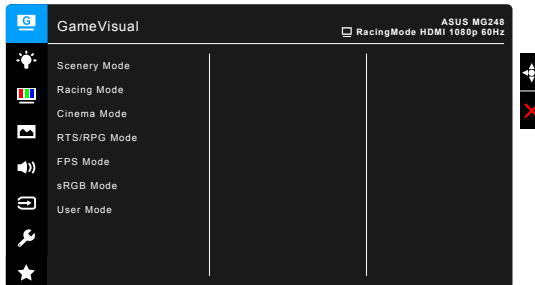 G
GameVisual
ASUS MG248
RacingMode HDMI 1080p 60Hz
Scenery Mode
Racing Mode
Cinema Mode
RTS/RPG Mode
FPS Mode
sRGB Mode
User Mode